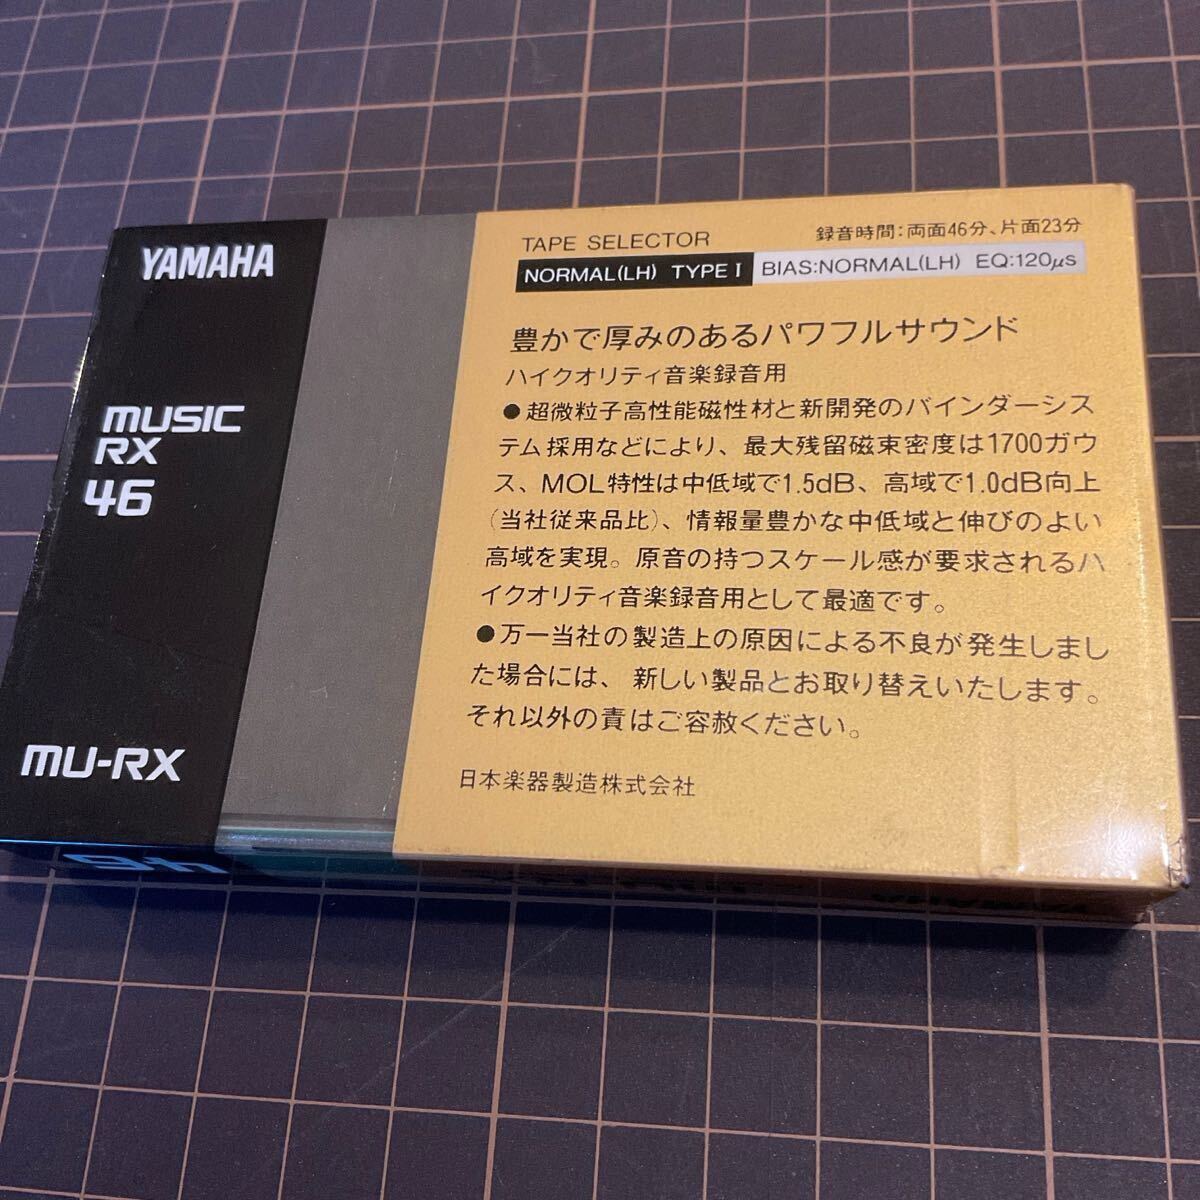 YAMAHA
MUSIC
RX
46
MU-RX
TAPE SELECTOR
録音時間:両面46分、片面23分
NORMAL(LH) TYPE I BIAS:NORMAL(LH) EQ:120μs
豊かで厚みのあるパワフルサウンド
ハイクオリティ音楽録音用
●超微粒子高性能磁性材と新開発のバインダーシス
テム採用などにより、最大残留磁束密度は1700ガウ
ス、MOL特性は中低域で1.5dB、高域で1.0dB向上
(当社従来品比)、情報量豊かな中低域と伸びのよい
高域を実現。原音の持つスケール感が要求されるハ
イクオリティ音楽録音用として最適です。
●万一当社の製造上の原因による不良が発生しまし
た場合には、新しい製品とお取り替えいたします。
それ以外の責はご容赦ください。
日本楽器製造株式会社
46
YAMAHA